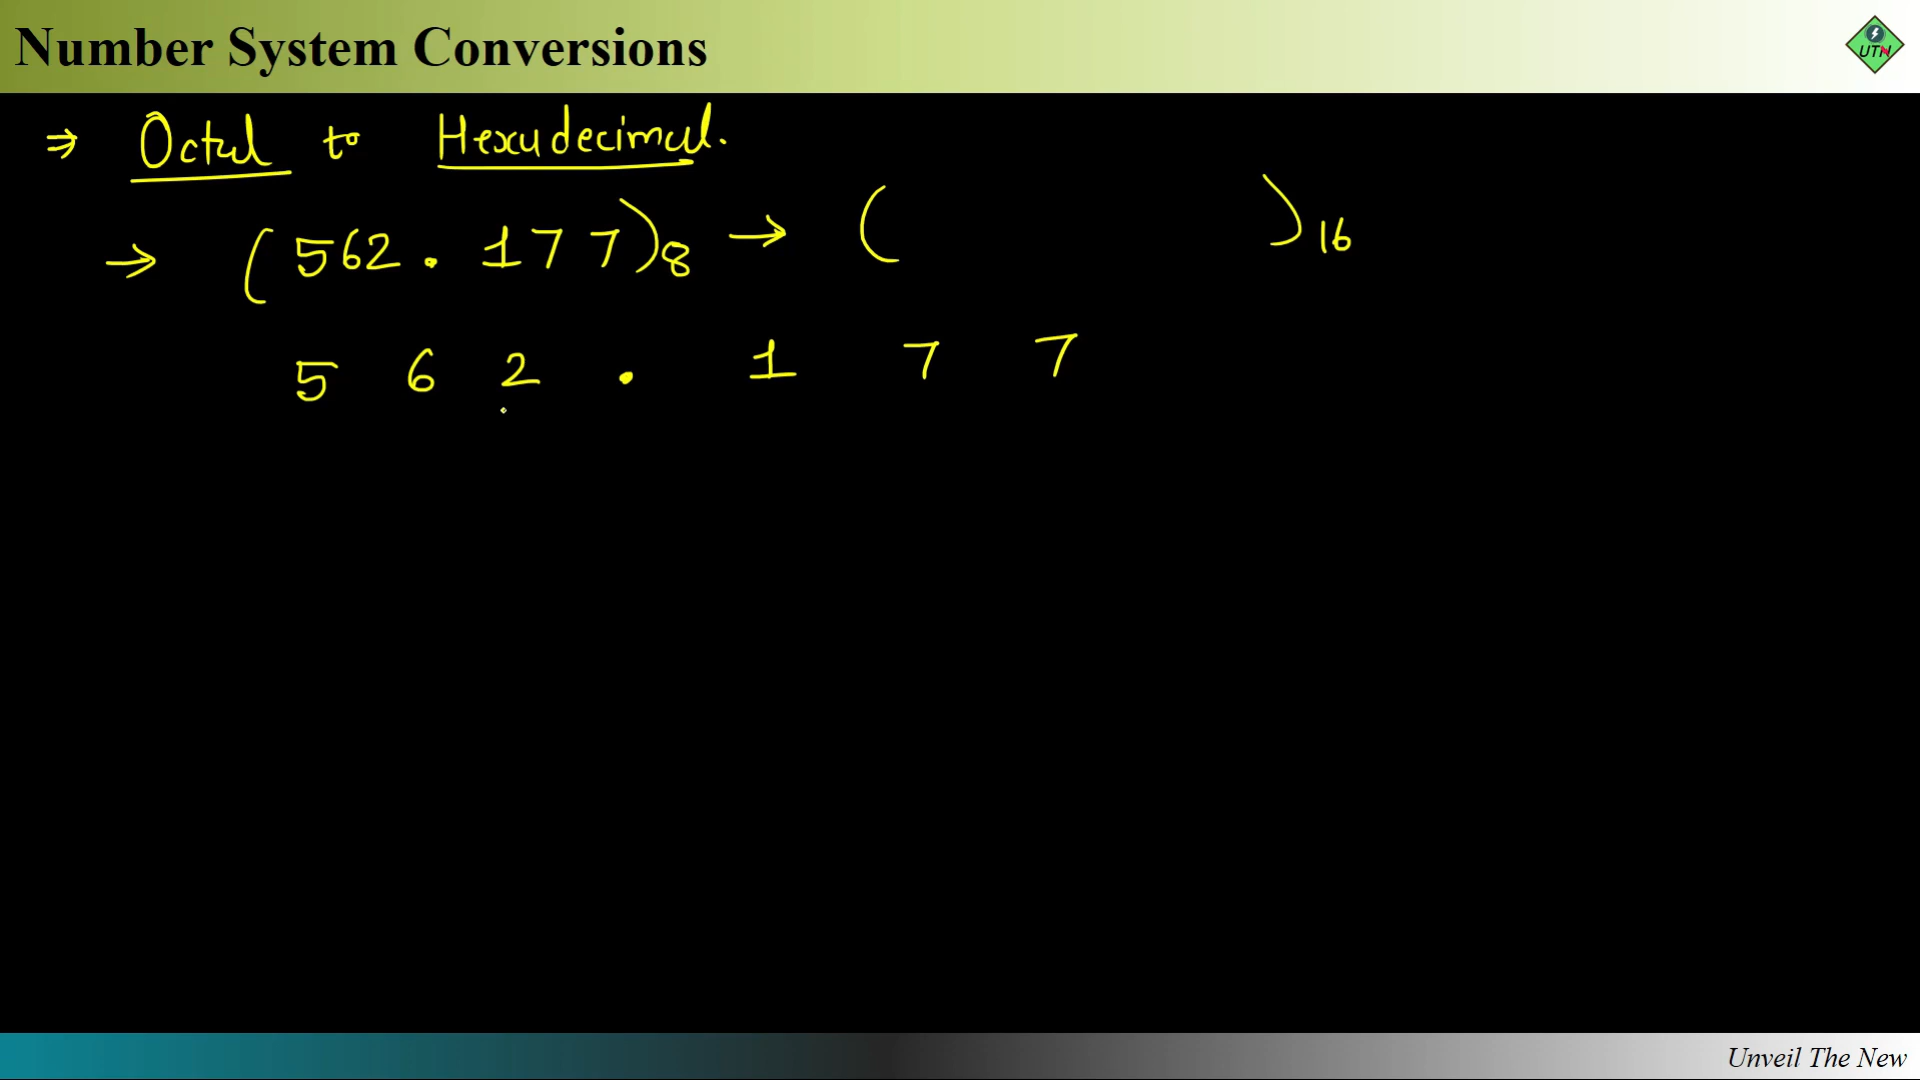 Number System Conversions
UTN
⇒ Octal to Hexadecimal.
→ (562.177)8 → ( )16
5 6 2 . 1 7 7
Unveil The New